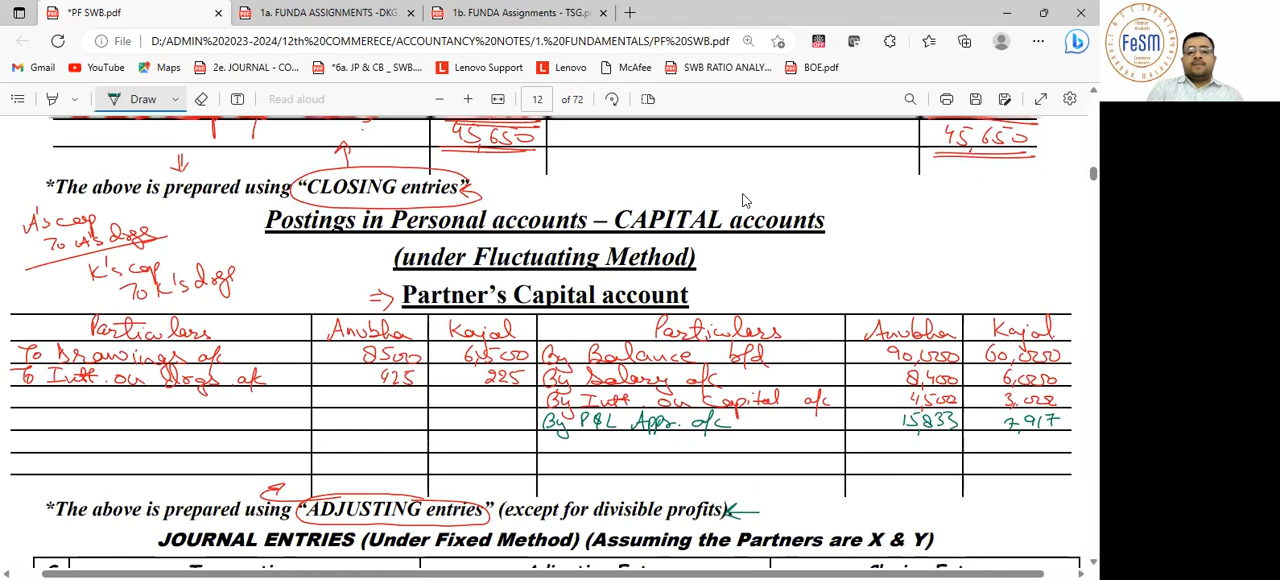 *PF SWB.pdf
1a. FUNDA ASSIGNMENTS -DKG
1b. FUNDA Assignments - TSG.p
File D:/ADMIN%202023-2024/12th%20COMMERECE/ACCOUNTANCE%20NOTES/1.%20FUNDAMENTALS/PF%20SWB.pdf
Gmail YouTube Maps 2e. JOURNAL - CO... *6a. JP & CB _ SWB.... Lenovo Support Lenovo McAfee SWB RATIO ANALY... BOE.pdf
Draw Read aloud 12 of 72
FeSM
45,650 45,650
*The above is prepared using "CLOSING entries"
Postings in Personal accounts – CAPITAL accounts
(under Fluctuating Method)
A's cap
To A's drgs
K's cap
To K's drgs
⇒ Partner's Capital account
Particulars Anubha Kajal Particulars Anubha Kajal
To Drawings a/c 8500 6,500 By Balance b/d 90,000 60,000
To Intt. on drgs a/c 425 225 By Salary a/c 8,400 6,000
By Intt. on Capital a/c 4,500 3,000
By P&L Appr. a/c 15,833 7,917
*The above is prepared using "ADJUSTING entries" (except for divisible profits)
JOURNAL ENTRIES (Under Fixed Method) (Assuming the Partners are X & Y)